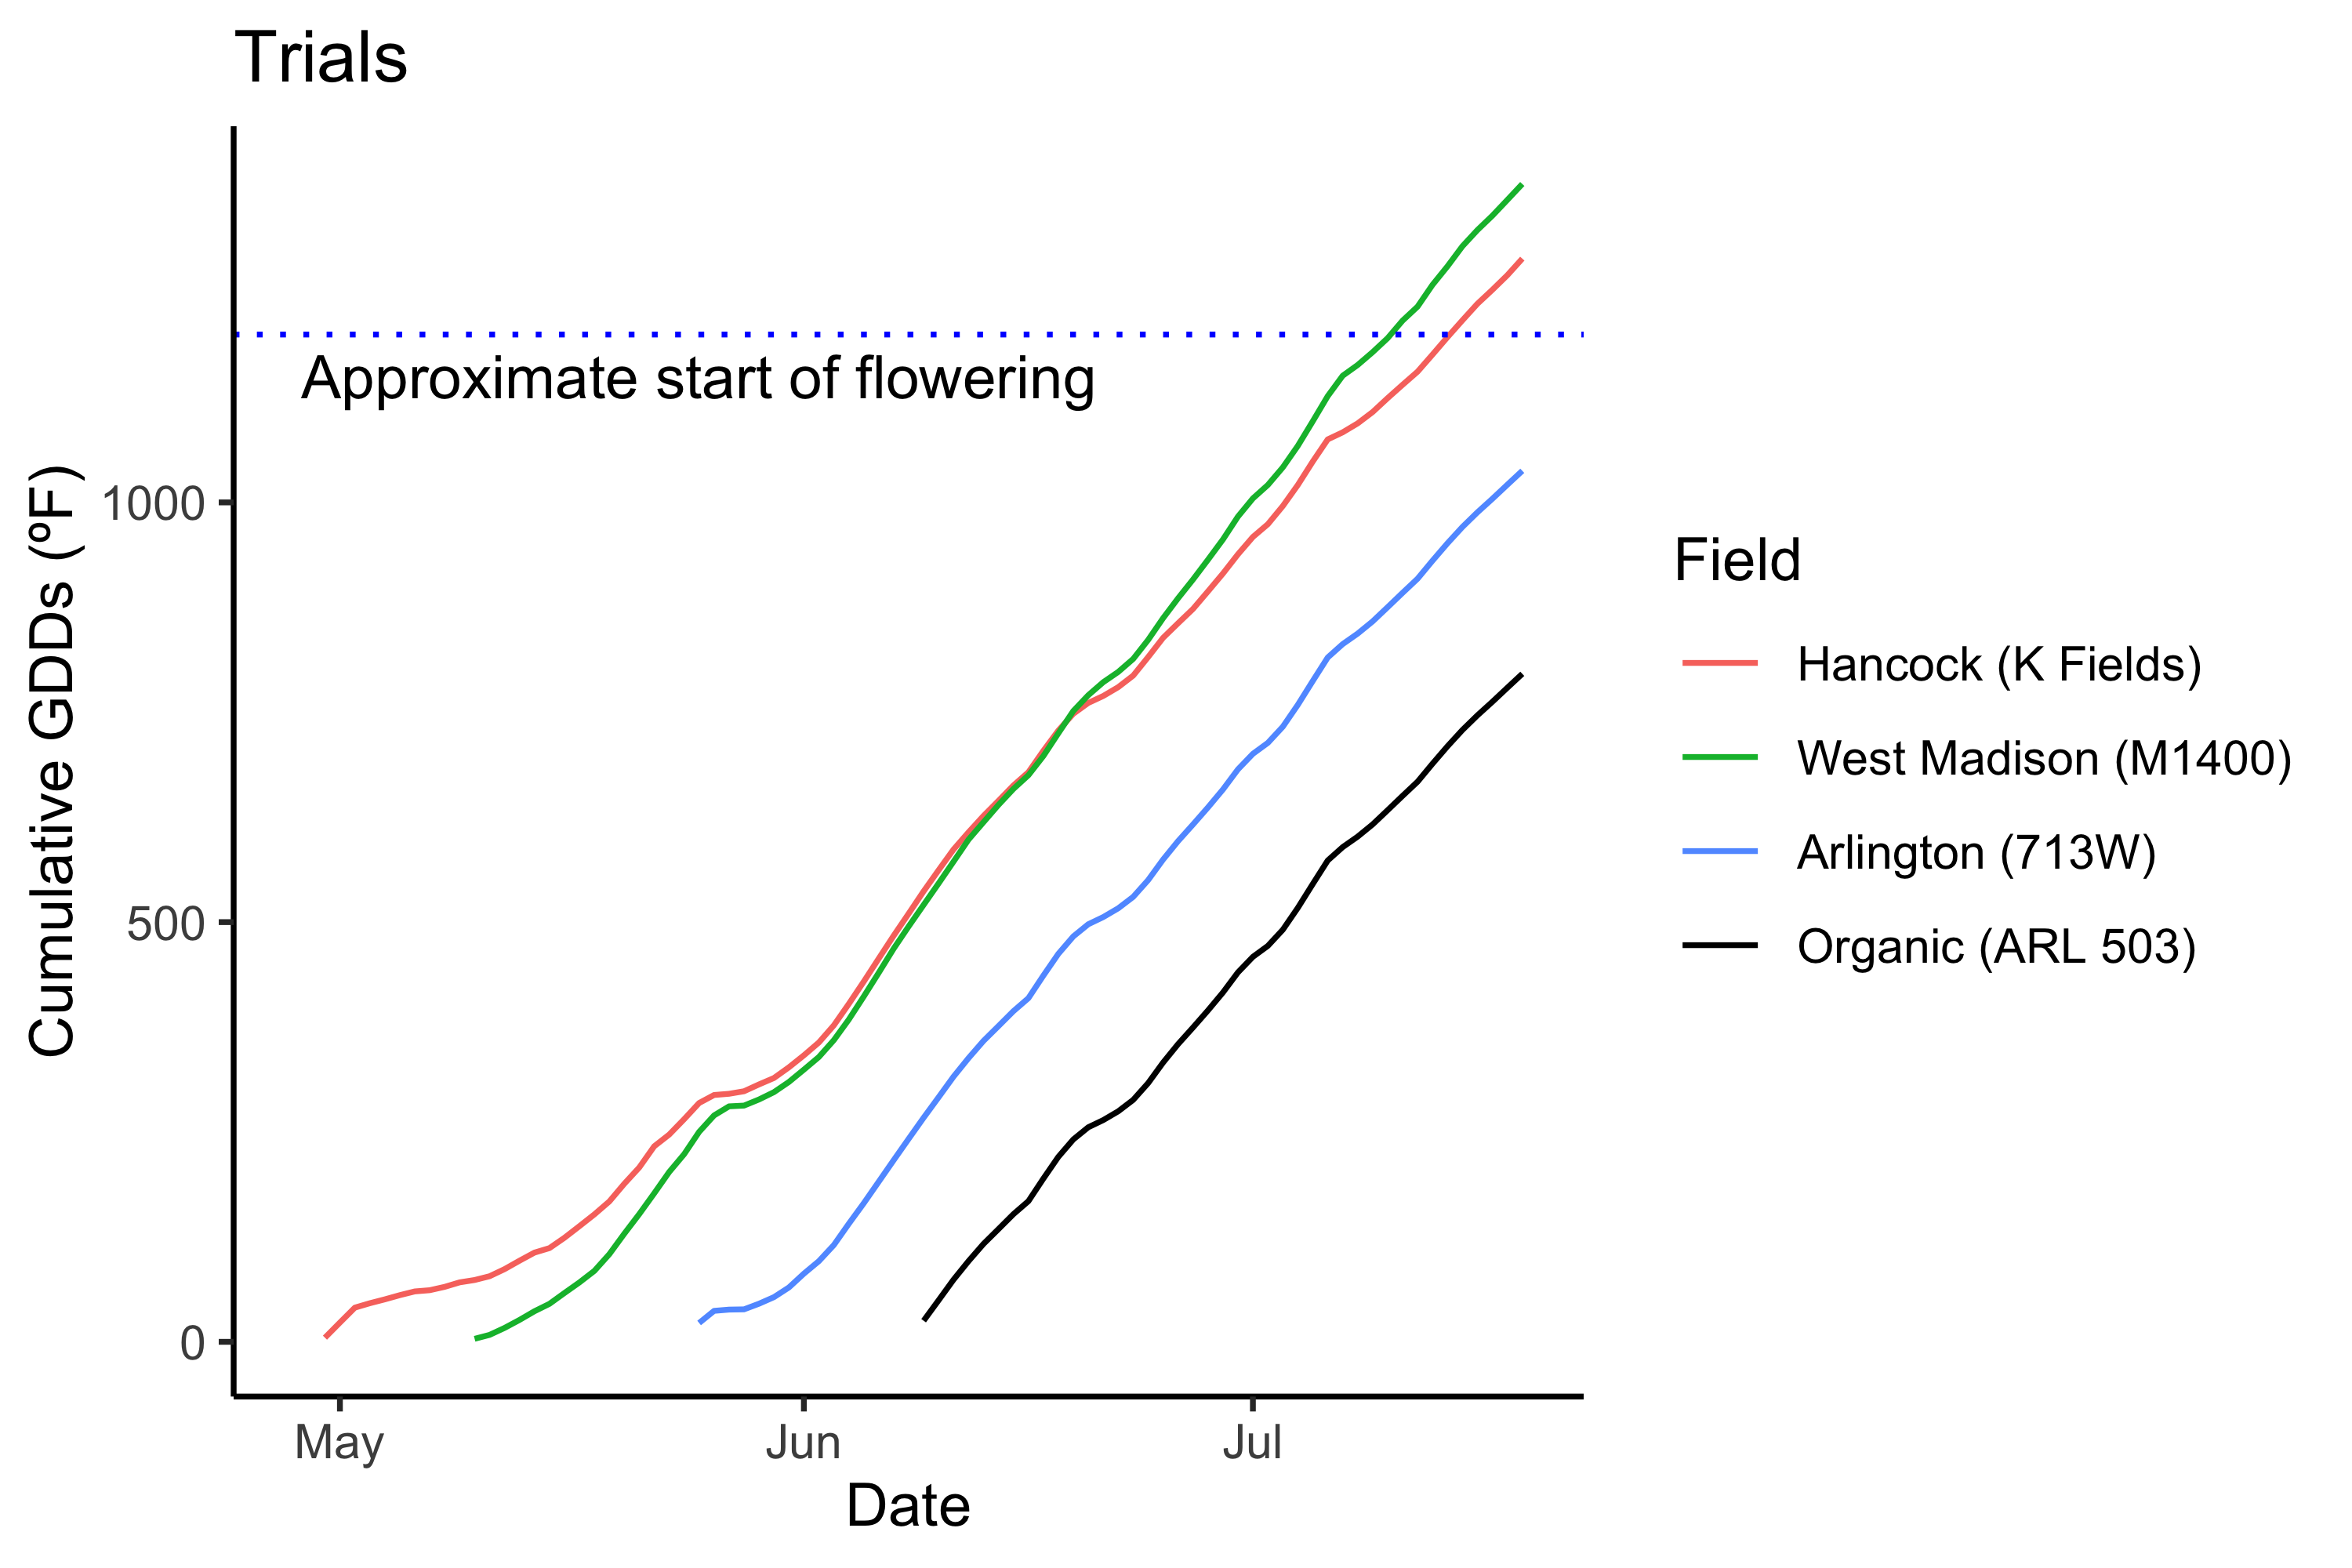 Trials
Cumulative GDDs (ºF)
1000
500
0
Approximate start of flowering
May
Jun
Jul
Date
Field
Hancock (K Fields)
West Madison (M1400)
Arlington (713W)
Organic (ARL 503)